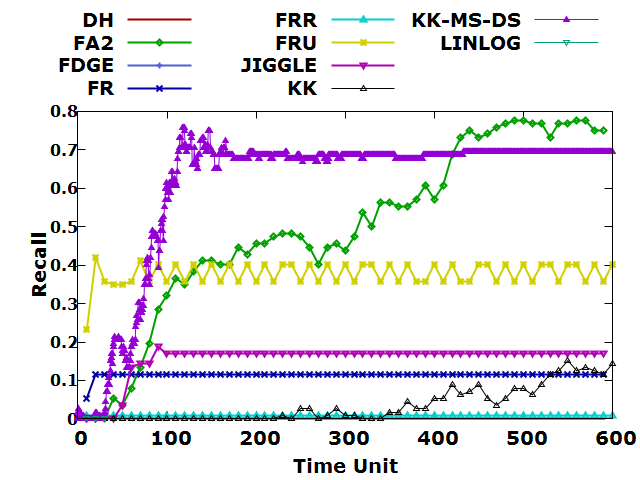 DH FRR KK-MS-DS
FA2 FRU LINLOG
FDGE JIGGLE
FR KK
0.8
0.7
0.6
0.5
0.4
0.3
0.2
0.1
0
Recall
0 100 200 300 400 500 600
Time Unit